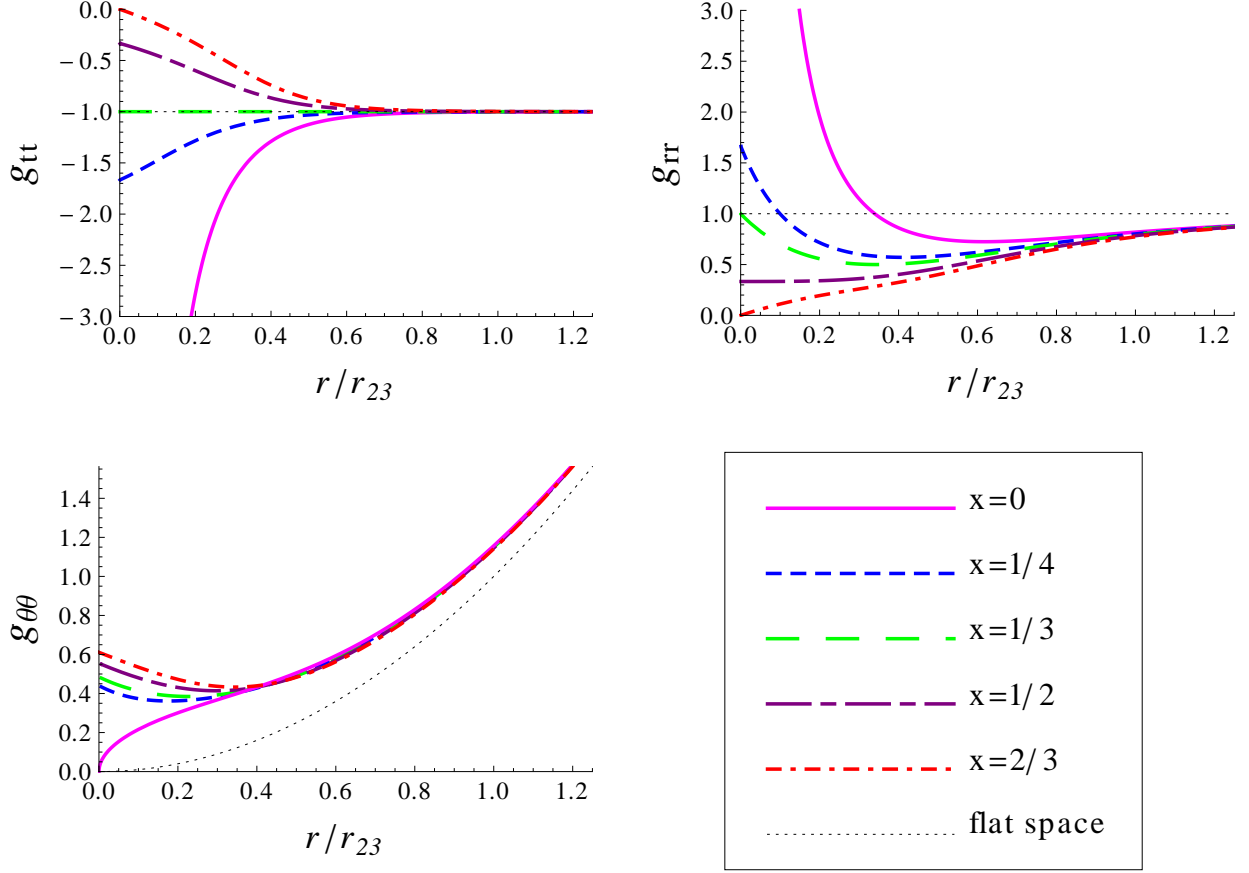 0.0
−0.5
−1.0
−1.5
−2.0
−2.5
−3.0
g_tt
0.0 0.2 0.4 0.6 0.8 1.0 1.2
r/r_23
3.0
2.5
2.0
1.5
1.0
0.5
0.0
g_rr
0.0 0.2 0.4 0.6 0.8 1.0 1.2
r/r_23
1.4
1.2
1.0
0.8
0.6
0.4
0.2
0.0
g_θθ
0.0 0.2 0.4 0.6 0.8 1.0 1.2
r/r_23
x=0
x=1/4
x=1/3
x=1/2
x=2/3
flat space